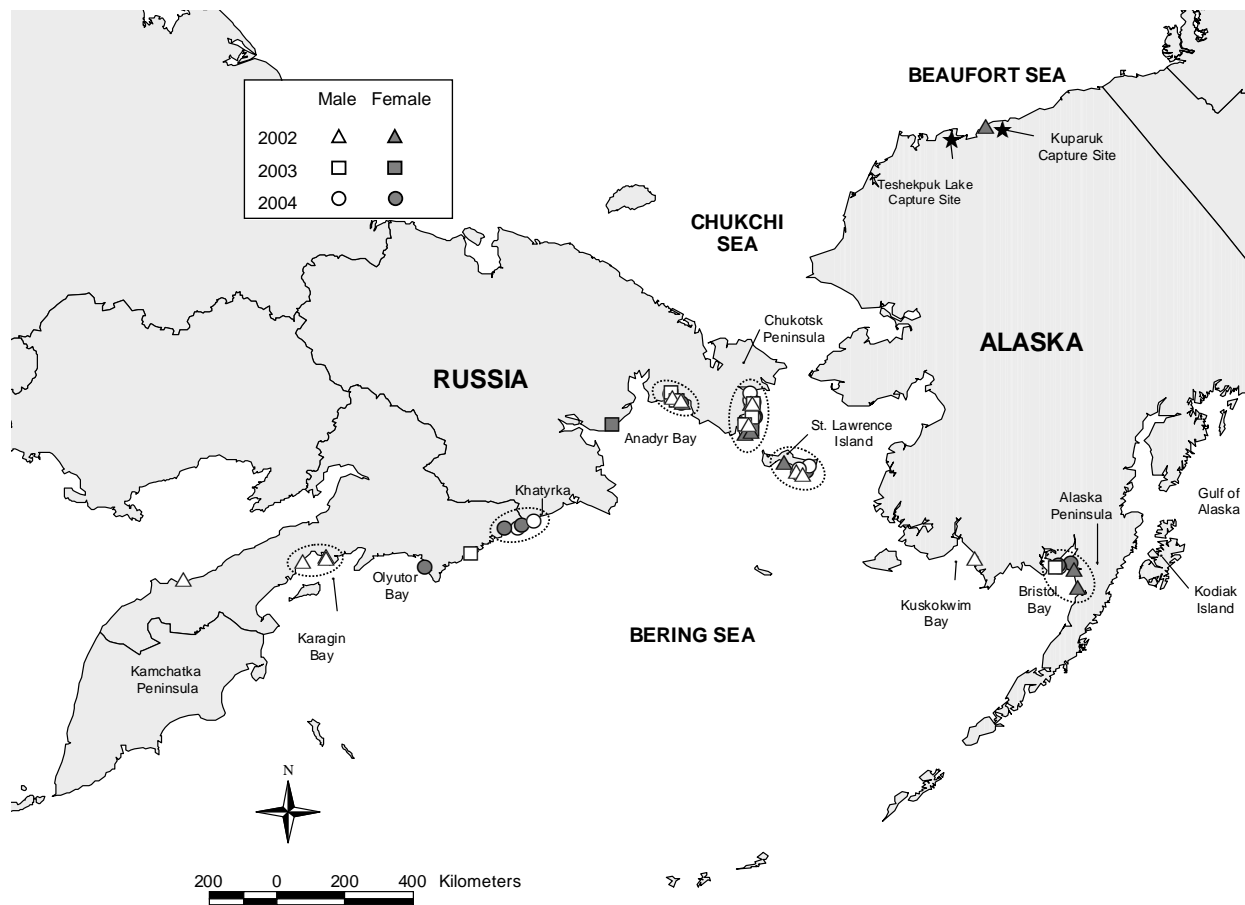 BEAUFORT SEA
Male Female
2002
2003
2004
Kuparuk
Capture Site
Teshekpuk Lake
Capture Site
CHUKCHI
SEA
Chukotsk
Peninsula
ALASKA
RUSSIA
St. Lawrence
Island
Anadyr Bay
Khatyrka
Alaska
Peninsula
Gulf of
Alaska
Olyutor
Bay
Kuskokwim
Bay
Bristol
Bay
Kodiak
Island
Karagin
Bay
BERING SEA
Kamchatka
Peninsula
N
200 0 200 400 Kilometers